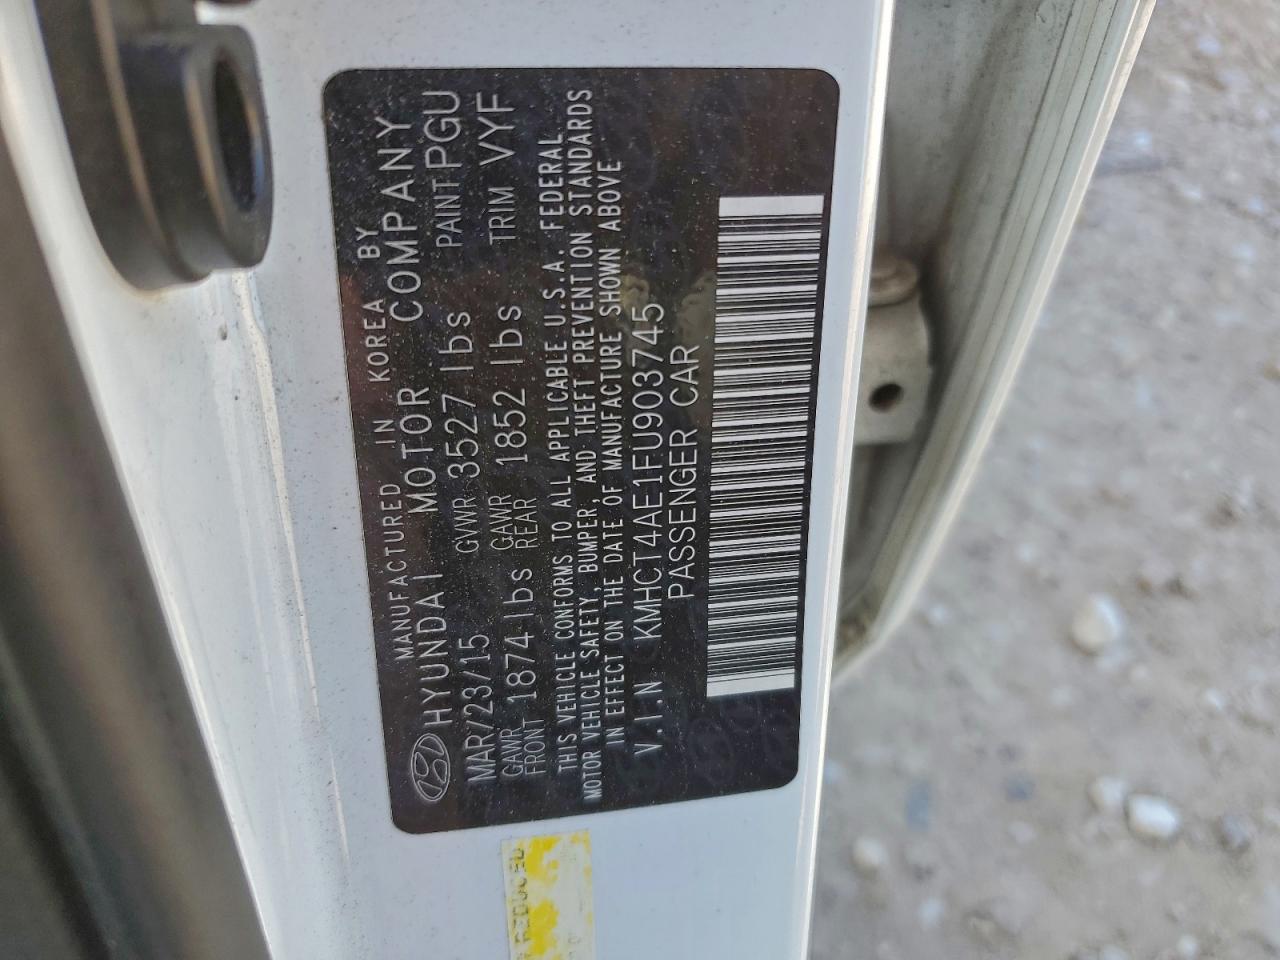 MANUFACTURED IN KOREA BY
HYUNDAI MOTOR COMPANY
MAR/23/15 GVWR 3527 lbs PAINT PGU
GAWR FRONT 1874 lbs GAWR REAR 1852 lbs TRIM VYF
THIS VEHICLE CONFORMS TO ALL APPLICABLE U.S.A. FEDERAL
MOTOR VEHICLE SAFETY, BUMPER, AND THEFT PREVENTION STANDARDS
IN EFFECT ON THE DATE OF MANUFACTURE SHOWN ABOVE
V.I.N KMHCT4AE1FU903745
PASSENGER CAR
REDUCED